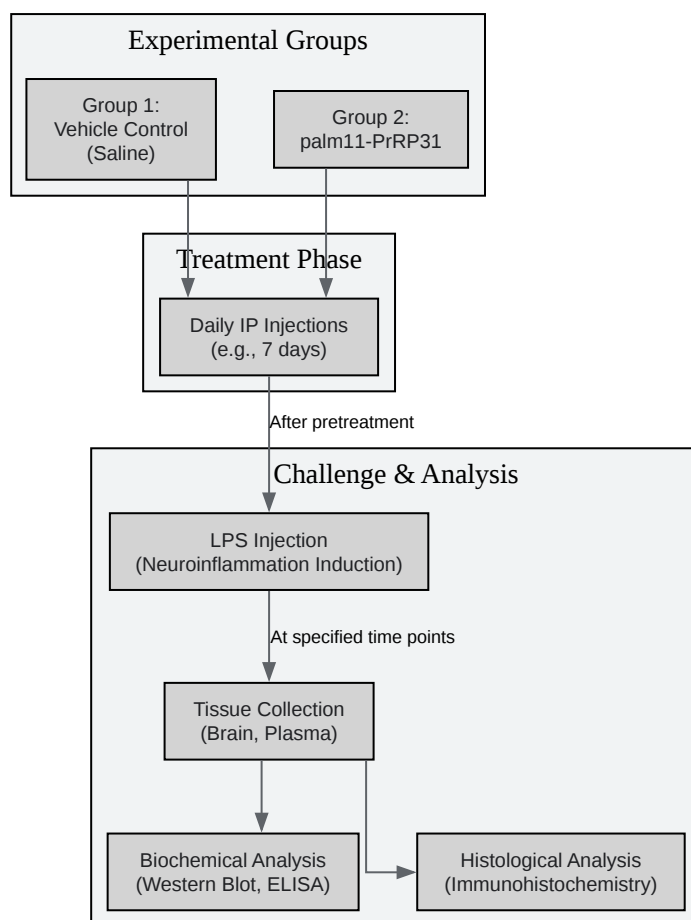 Experimental Groups
Group 1:
Vehicle Control
(Saline)
Group 2:
palm11-PrRP31
Treatment Phase
Daily IP Injections
(e.g., 7 days)
After pretreatment
Challenge & Analysis
LPS Injection
(Neuroinflammation Induction)
At specified time points
Tissue Collection
(Brain, Plasma)
Biochemical Analysis
(Western Blot, ELISA)
Histological Analysis
(Immunohistochemistry)